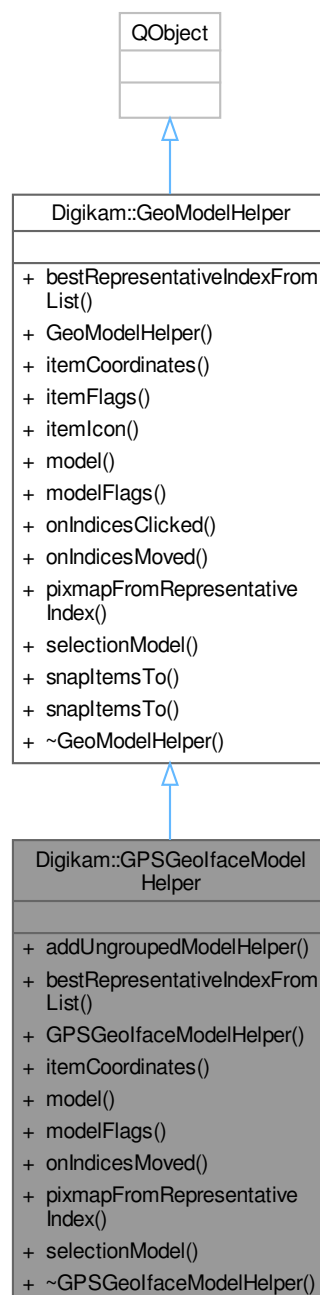 QObject
Digikam::GeoModelHelper
+ bestRepresentativeIndexFrom
List()
+ GeoModelHelper()
+ itemCoordinates()
+ itemFlags()
+ itemIcon()
+ model()
+ modelFlags()
+ onIndicesClicked()
+ onIndicesMoved()
+ pixmapFromRepresentative
Index()
+ selectionModel()
+ snapItemsTo()
+ snapItemsTo()
+ ~GeoModelHelper()
Digikam::GPSGeoIfaceModel
Helper
+ addUngroupedModelHelper()
+ bestRepresentativeIndexFrom
List()
+ GPSGeoIfaceModelHelper()
+ itemCoordinates()
+ model()
+ modelFlags()
+ onIndicesMoved()
+ pixmapFromRepresentative
Index()
+ selectionModel()
+ ~GPSGeoIfaceModelHelper()